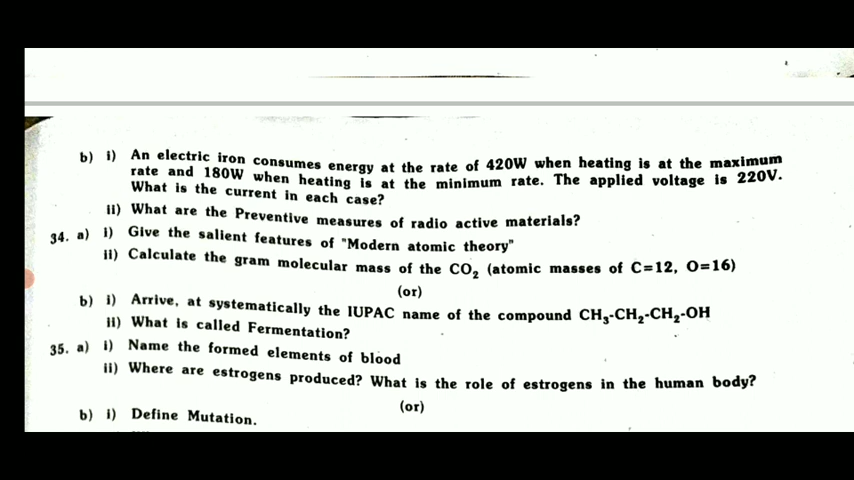 b) i) An electric iron consumes energy at the rate of 420W when heating is at the maximum
rate and 180W when heating is at the minimum rate. The applied voltage is 220V.
What is the current in each case?
ii) What are the Preventive measures of radio active materials?
34. a) i) Give the salient features of "Modern atomic theory"
ii) Calculate the gram molecular mass of the CO₂ (atomic masses of C=12, O=16)
(or)
b) i) Arrive, at systematically the IUPAC name of the compound CH₃-CH₂-CH₂-OH
ii) What is called Fermentation?
35. a) i) Name the formed elements of blood
ii) Where are estrogens produced? What is the role of estrogens in the human body?
(or)
b) i) Define Mutation.